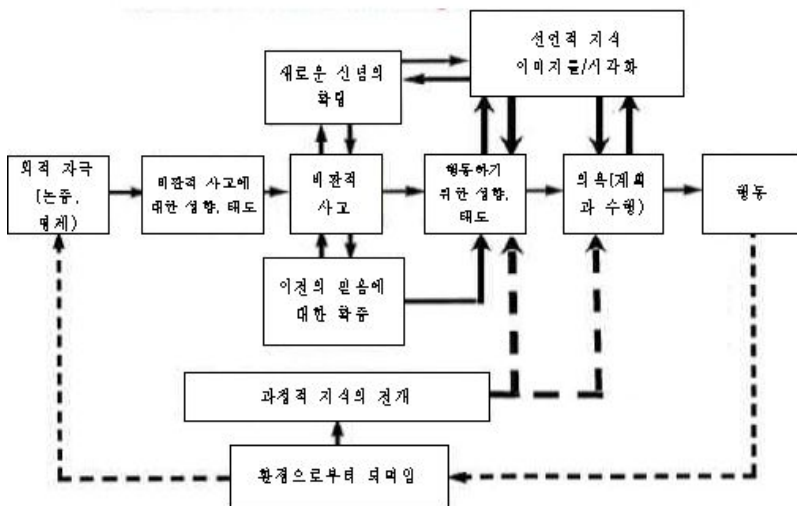 선언적 지식
이미지를/시각화
새로운 신념의
확립
외적 자극
(논증,
명제)
비판적 사고에
대한 성향, 태도
비판적
사고
행동하기
위한 성향,
태도
의욕(계획
과 수행)
행동
이전의 믿음에
대한 확증
과정적 지식의 전개
환경으로부터 되먹임